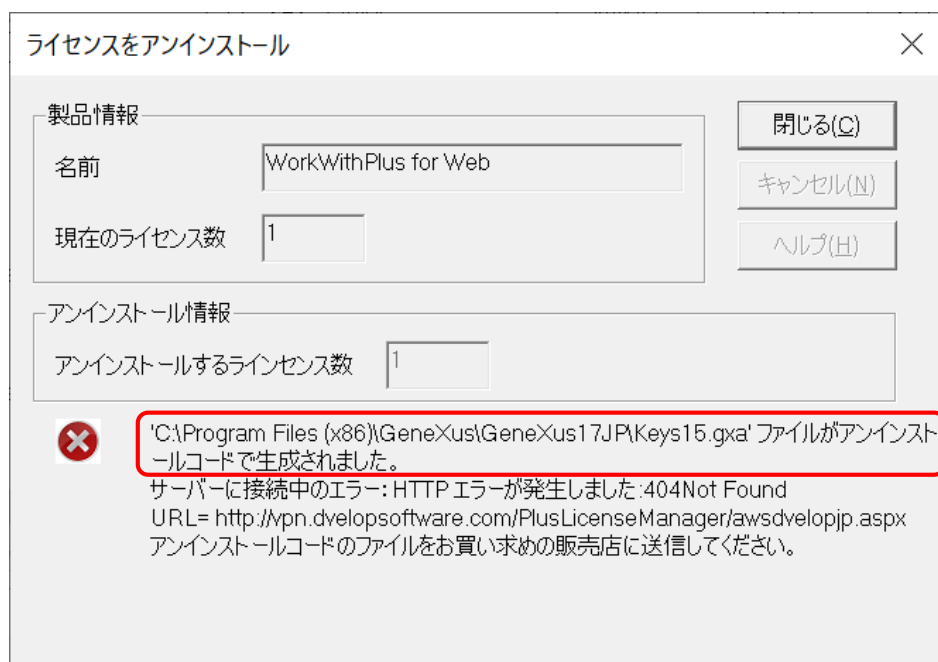 ライセンスをアンインストール
製品情報
名前
WorkWithPlus for Web
現在のライセンス数
1
閉じる(C)
キャンセル(N)
ヘルプ(H)
アンインストール情報
アンインストールするラインセンス数
1
'C:\Program Files (x86)\GeneXus\GeneXus17JP\Keys15.gxa' ファイルがアンインスト
ールコードで生成されました。
サーバーに接続中のエラー: HTTP エラーが発生しました:404Not Found
URL= http://vpn.dvelopsoftware.com/PlusLicenseManager/awsdvelopjp.aspx
アンインストールコードのファイルをお買い求めの販売店に送信してください。